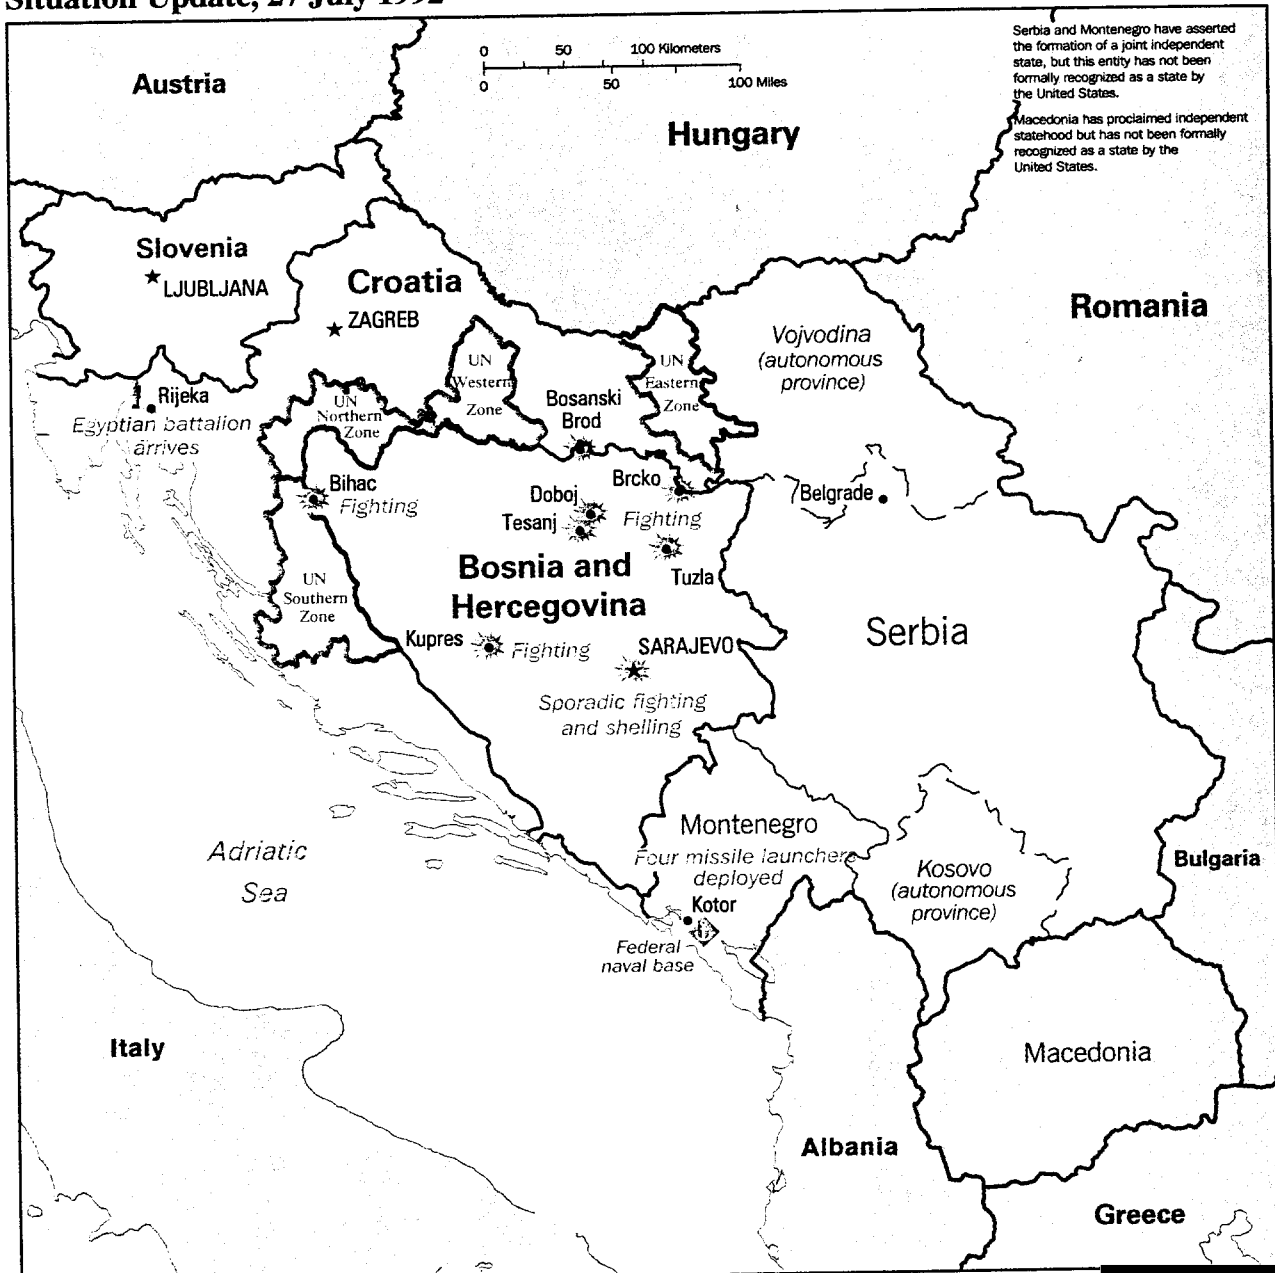 Situation Update, 27 July 1992
0 50 100 Kilometers
0 50 100 Miles
Serbia and Montenegro have asserted
the formation of a joint independent
state, but this entity has not been
formally recognized as a state by
the United States.
Macedonia has proclaimed independent
statehood but has not been formally
recognized as a state by the
United States.
Austria
Hungary
Slovenia
LJUBLJANA
Croatia
ZAGREB
Romania
Vojvodina
(autonomous
province)
UN
Western
Zone
UN
Eastern
Zone
Rijeka
Egyptian battalion
arrives
UN
Northern
Zone
Bosanski
Brod
Bihac
Fighting
Doboj
Tesanj
Brcko
Fighting
Tuzla
Belgrade
Bosnia and
Hercegovina
UN
Southern
Zone
Kupres
Fighting
SARAJEVO
Sporadic fighting
and shelling
Serbia
Montenegro
Four missile launchers
deployed
Kotor
Federal
naval base
Kosovo
(autonomous
province)
Bulgaria
Adriatic
Sea
Italy
Macedonia
Albania
Greece